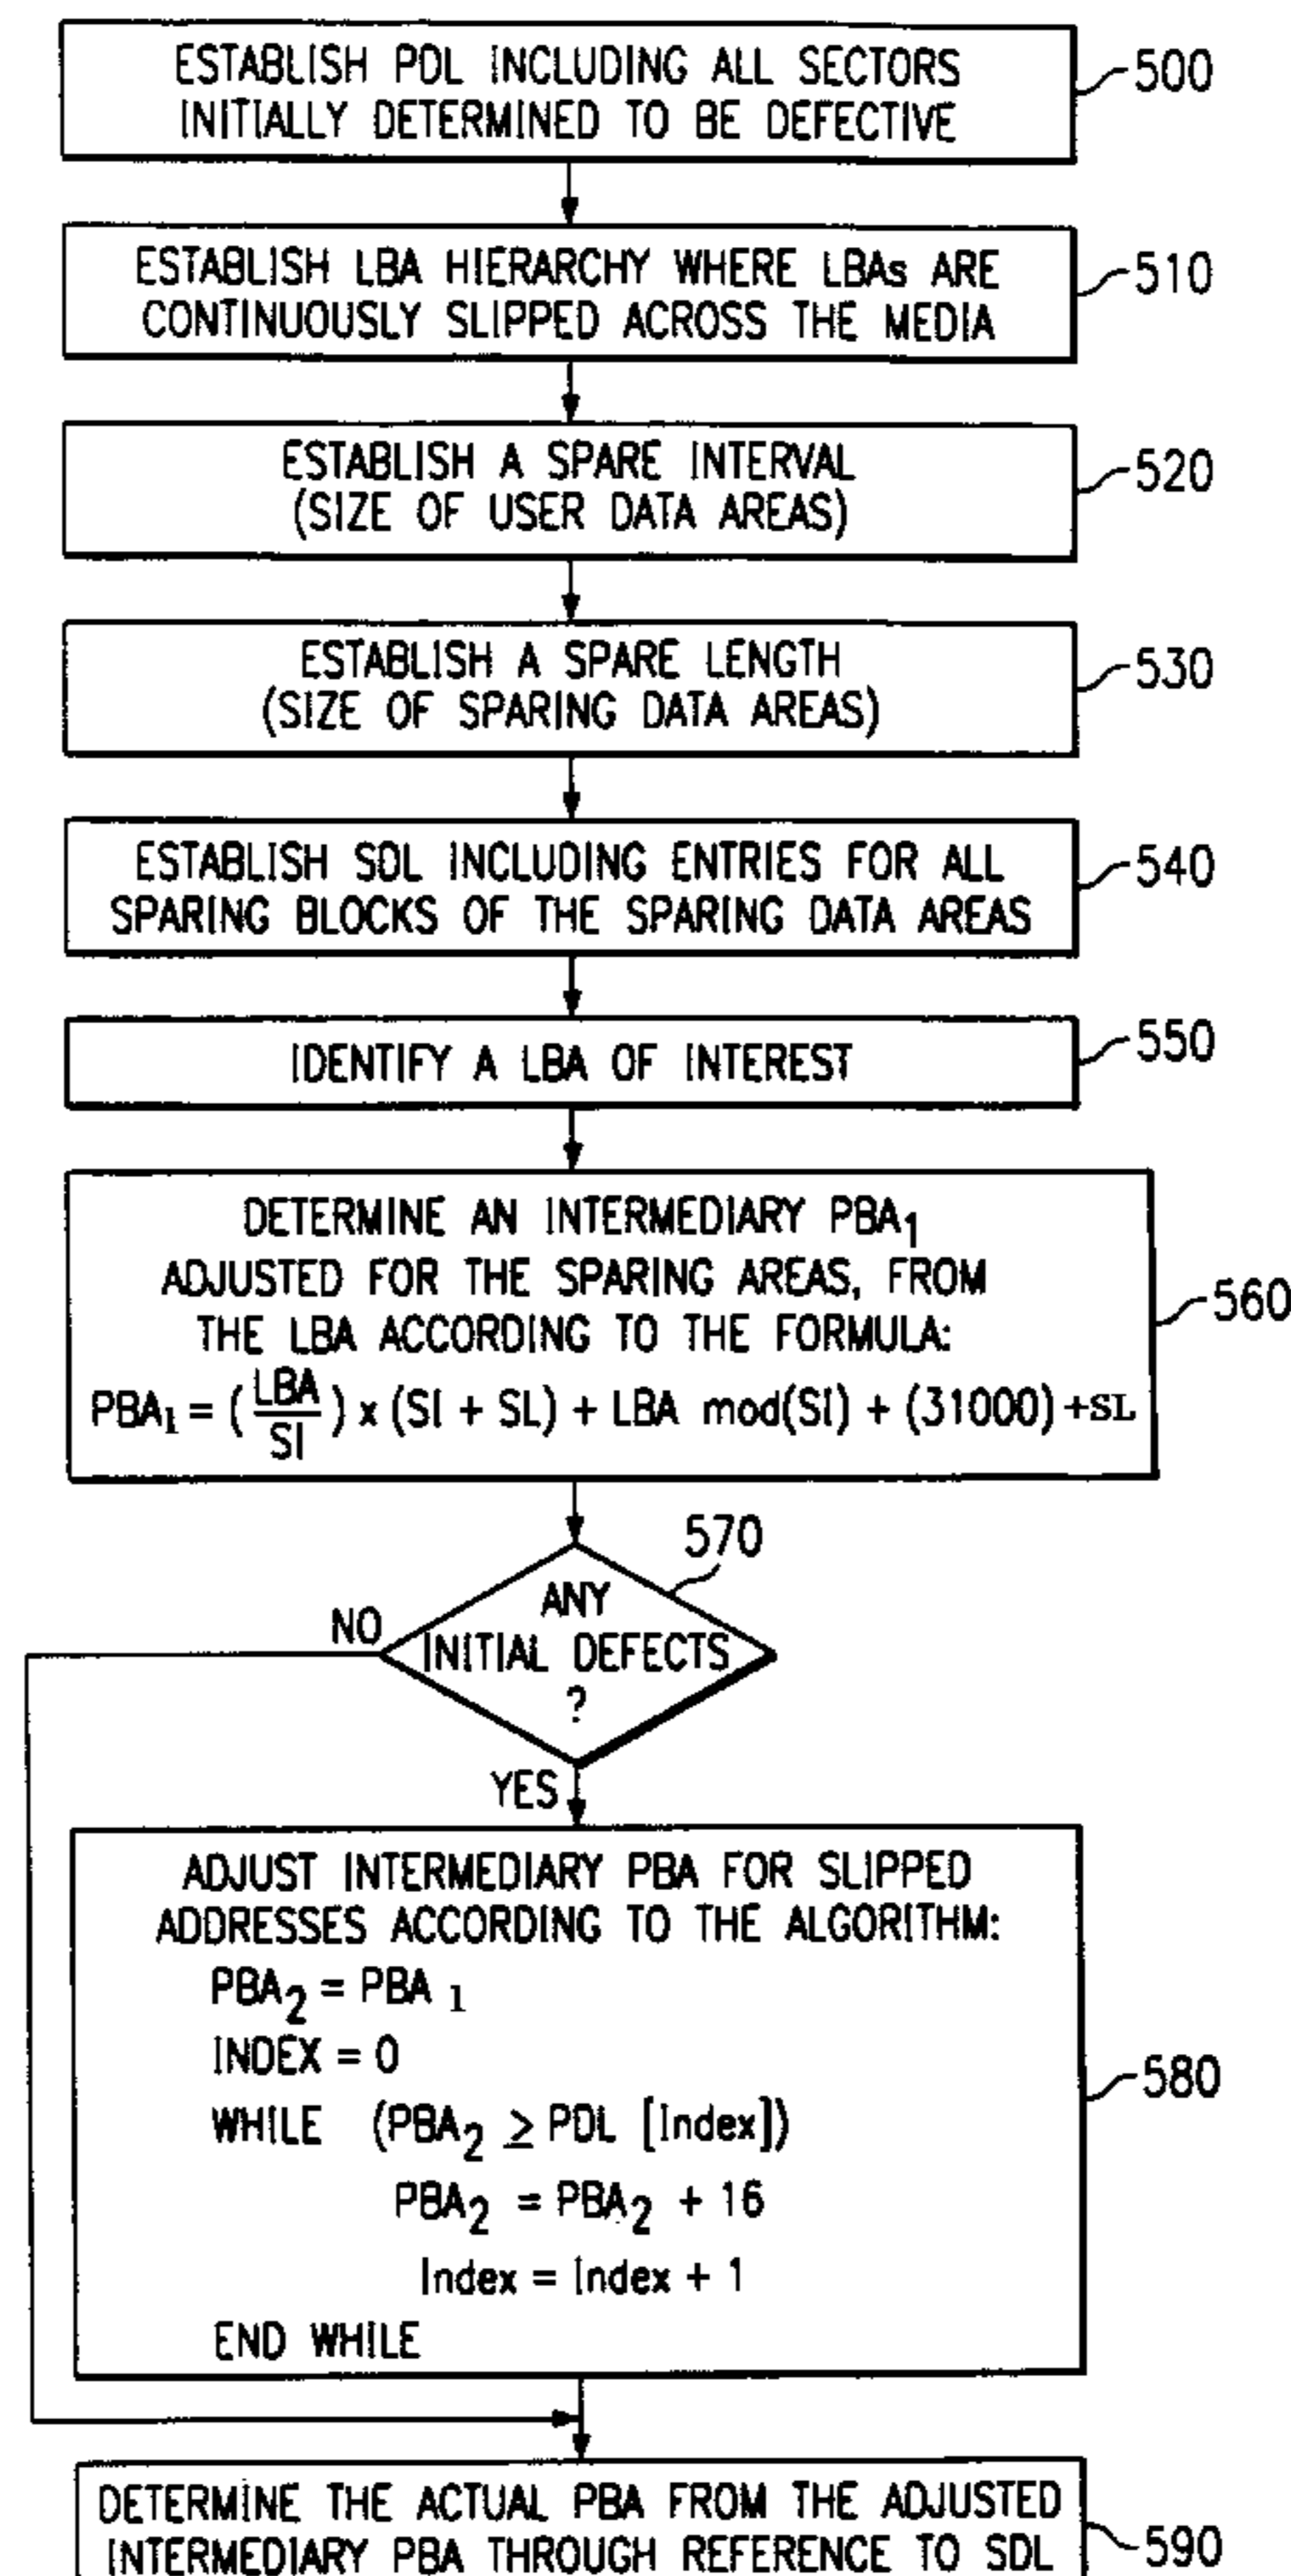 ESTABLISH PDL INCLUDING ALL SECTORS
INITIALLY DETERMINED TO BE DEFECTIVE
500
ESTABLISH LBA HIERARCHY WHERE LBAs ARE
CONTINUOUSLY SLIPPED ACROSS THE MEDIA
510
ESTABLISH A SPARE INTERVAL
(SIZE OF USER DATA AREAS)
520
ESTABLISH A SPARE LENGTH
(SIZE OF SPARING DATA AREAS)
530
ESTABLISH SDL INCLUDING ENTRIES FOR ALL
SPARING BLOCKS OF THE SPARING DATA AREAS
540
IDENTIFY A LBA OF INTEREST
550
DETERMINE AN INTERMEDIARY PBA₁
ADJUSTED FOR THE SPARING AREAS, FROM
THE LBA ACCORDING TO THE FORMULA:
PBA₁ = (LBA/SI) x (SI + SL) + LBA mod(SI) + (31000) +SL
560
570
ANY
INITIAL DEFECTS
?
NO
YES
ADJUST INTERMEDIARY PBA FOR SLIPPED
ADDRESSES ACCORDING TO THE ALGORITHM:
PBA₂ = PBA ₁
INDEX = 0
WHILE (PBA₂ ≥ PDL [Index])
PBA₂ = PBA₂ + 16
Index = Index + 1
END WHILE
580
DETERMINE THE ACTUAL PBA FROM THE ADJUSTED
INTERMEDIARY PBA THROUGH REFERENCE TO SDL
590